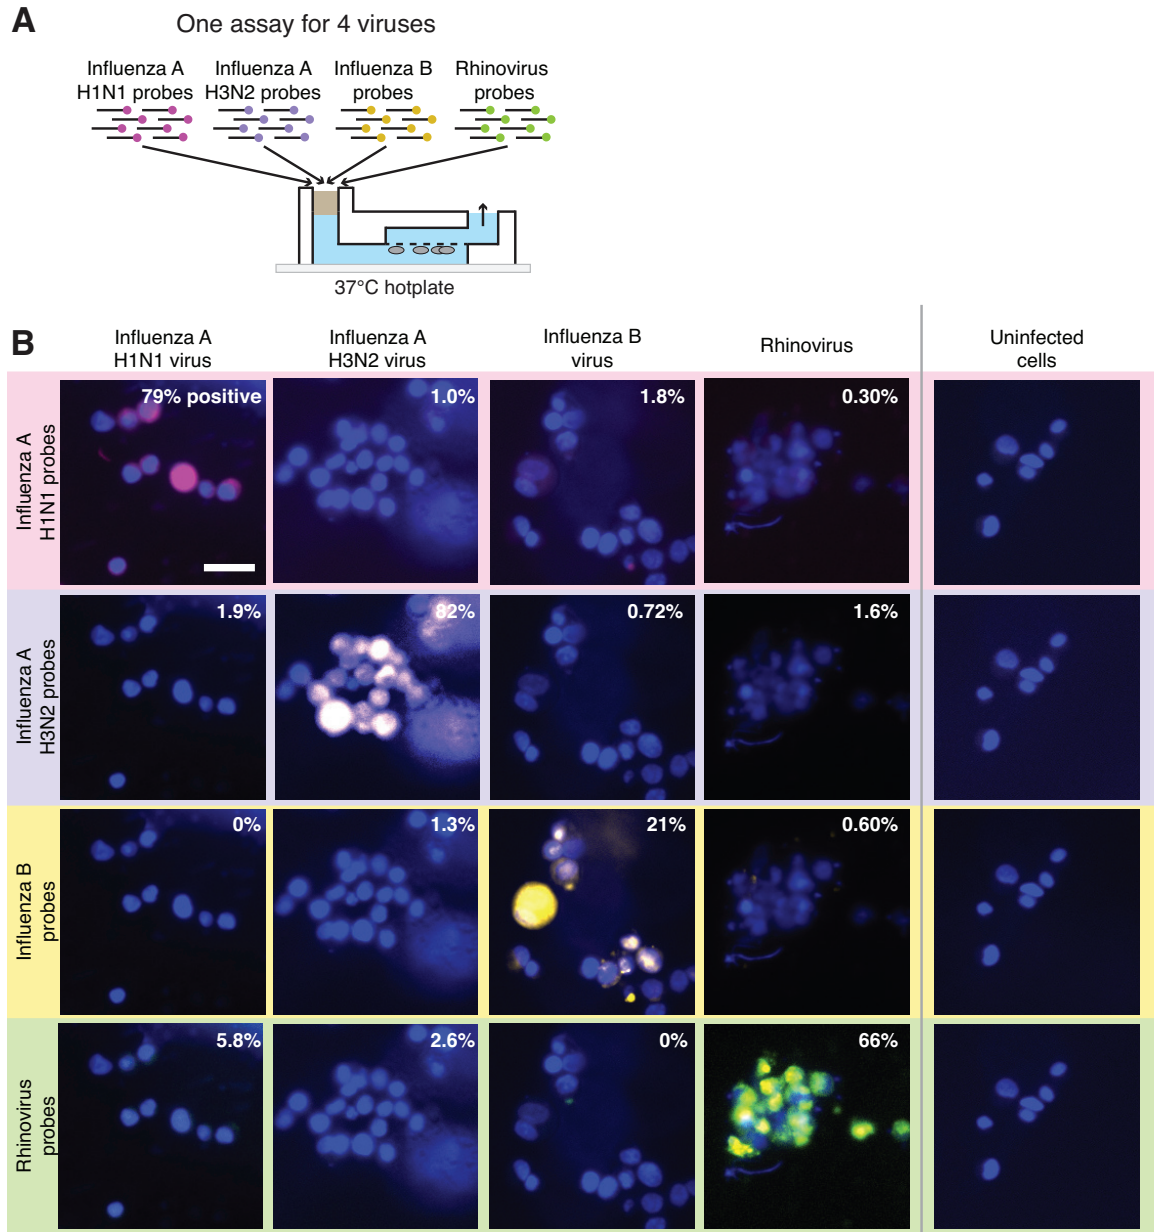 A
One assay for 4 viruses
Influenza A
H1N1 probes
Influenza A
H3N2 probes
Influenza B
probes
Rhinovirus
probes
37°C hotplate
B
Influenza A
H1N1 virus
Influenza A
H3N2 virus
Influenza B
virus
Rhinovirus
Uninfected
cells
Influenza A
H1N1 probes
79% positive
1.0%
1.8%
0.30%
Influenza A
H3N2 probes
1.9%
82%
0.72%
1.6%
Influenza B
probes
0%
1.3%
21%
0.60%
Rhinovirus
probes
5.8%
2.6%
0%
66%